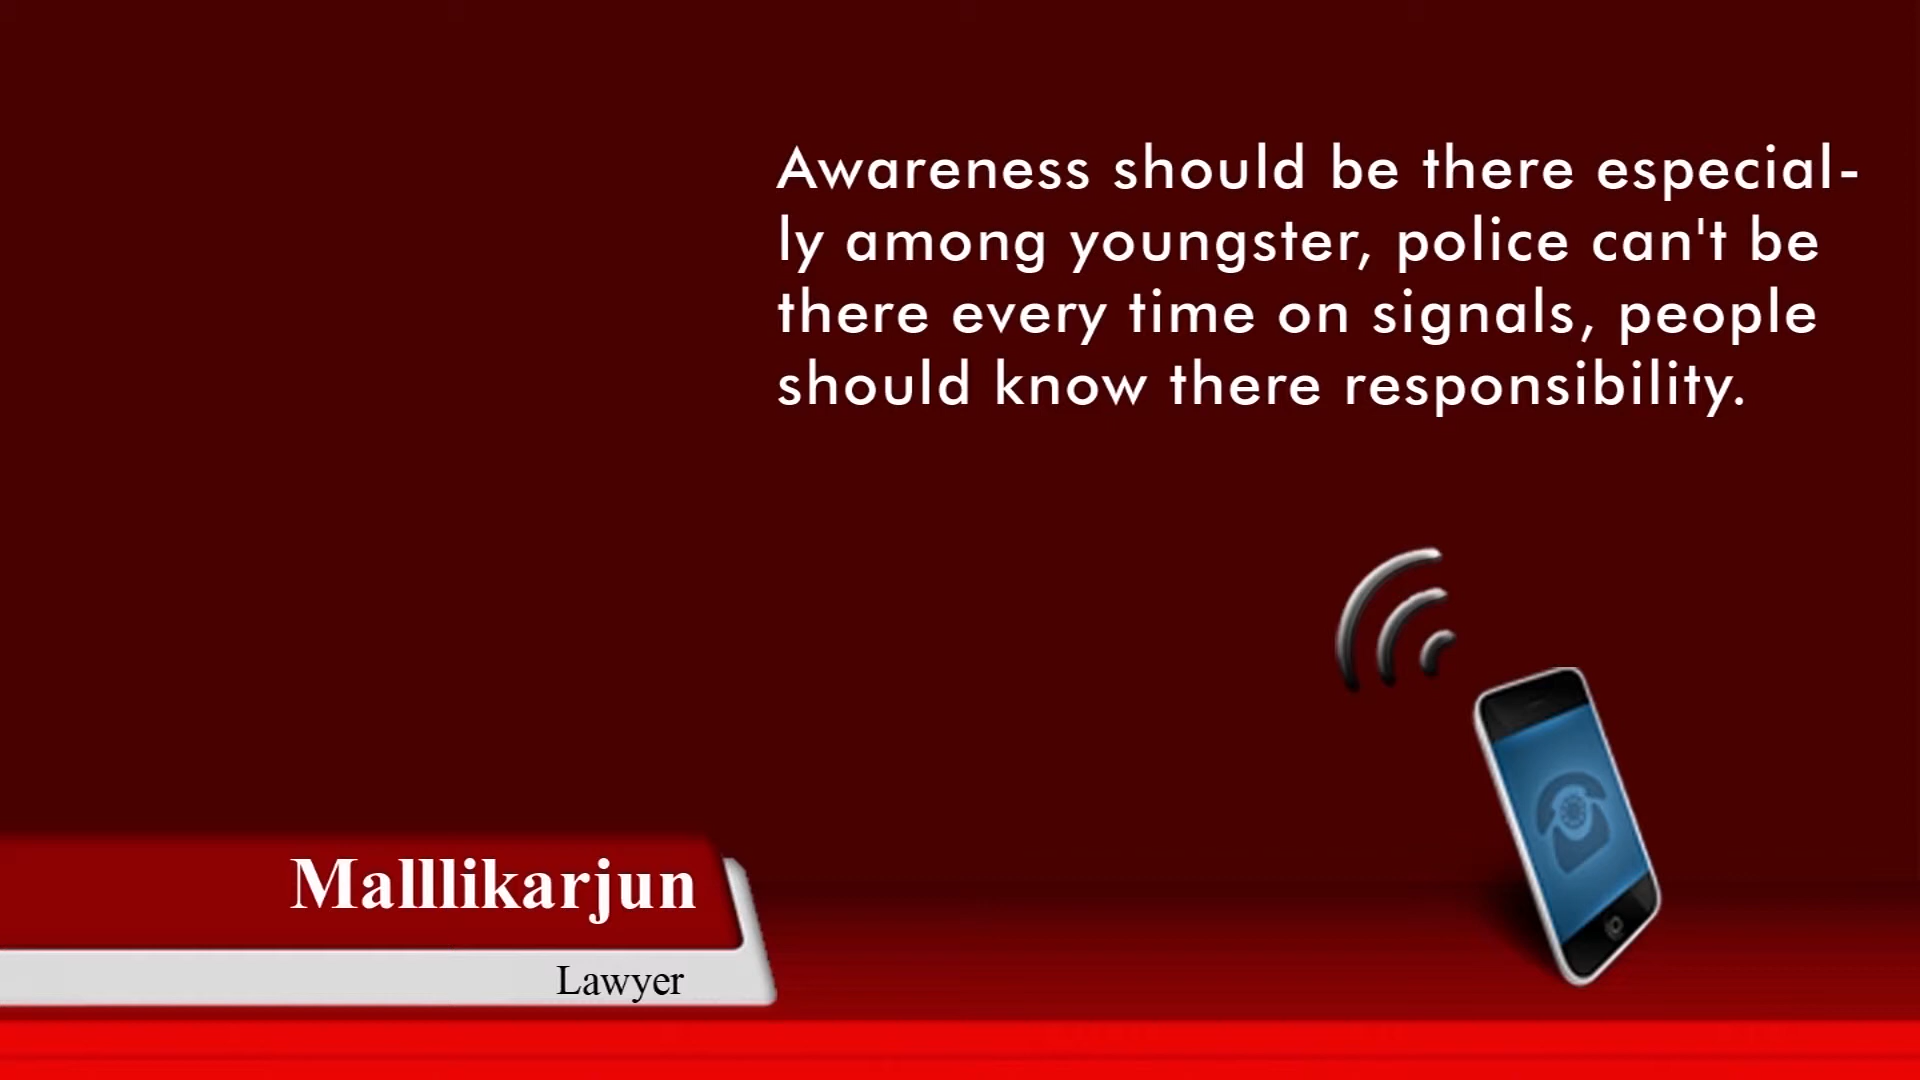 Awareness should be there especial-
ly among youngster, police can't be
there every time on signals, people
should know there responsibility.
Malllikarjun
Lawyer